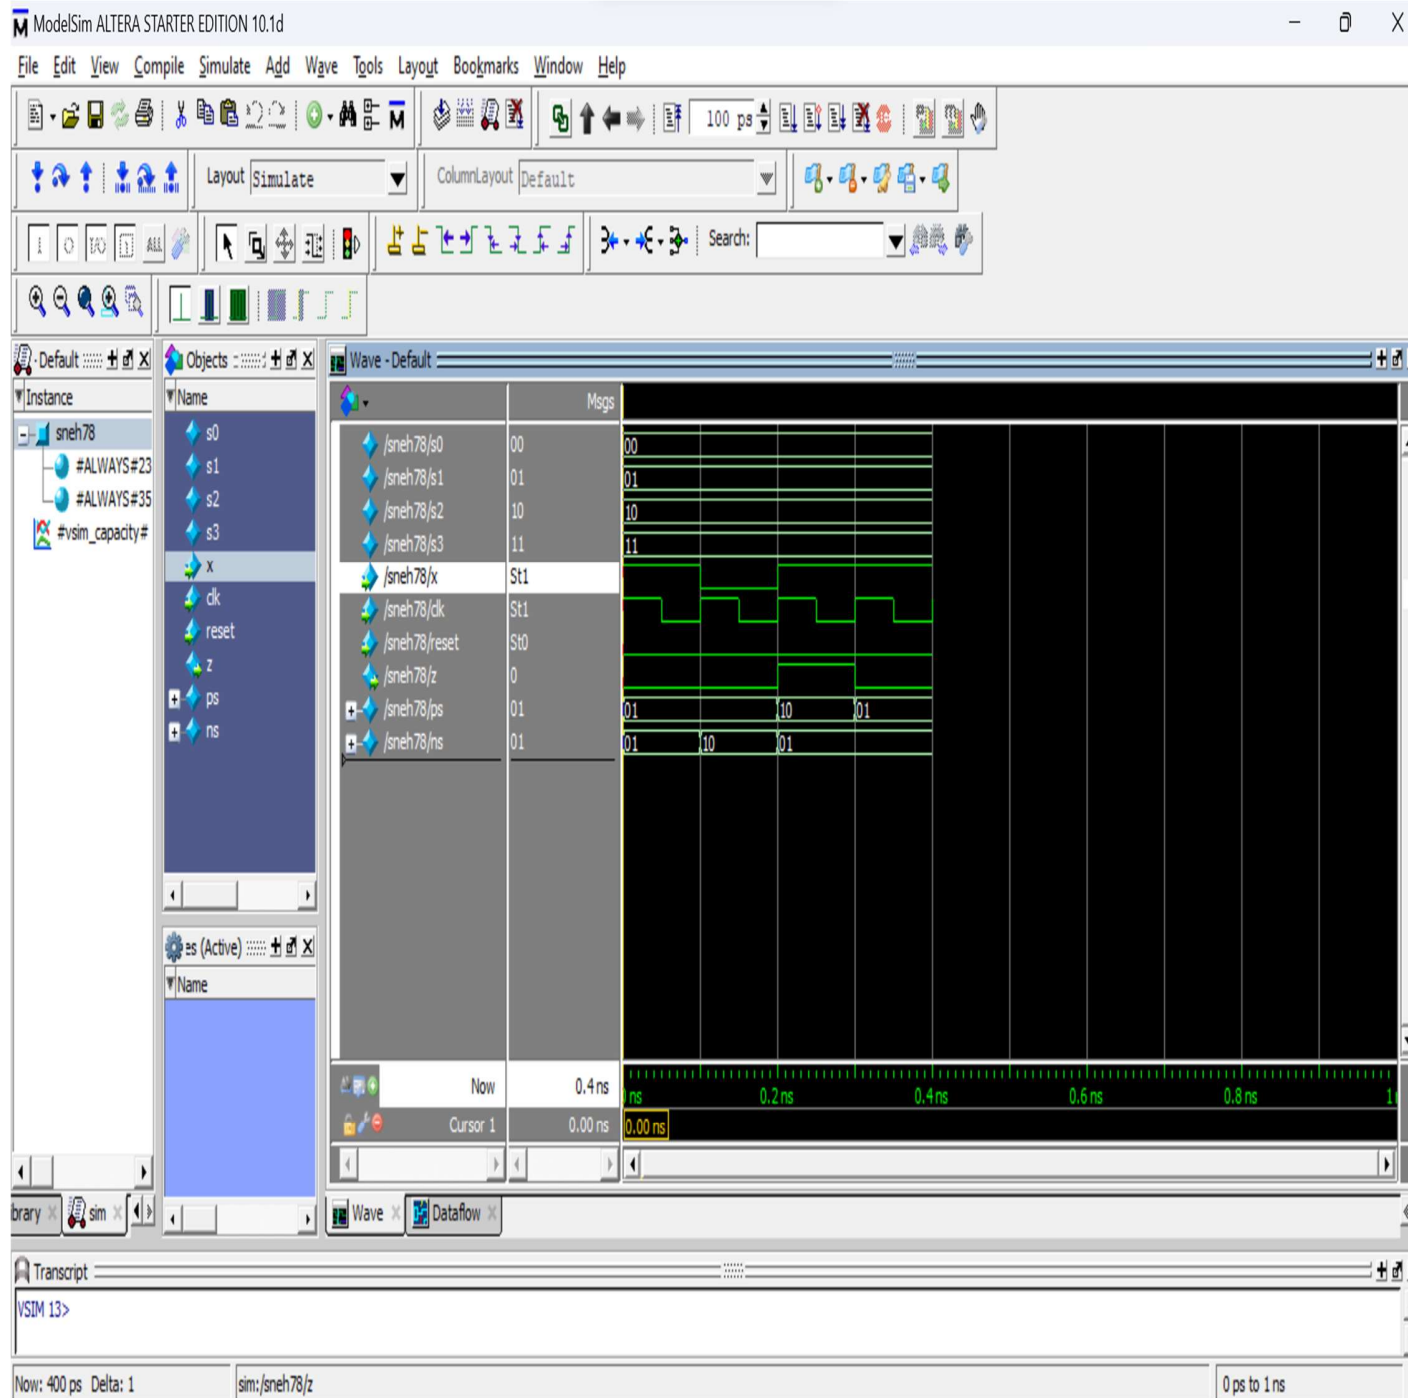 ModelSim ALTERA STARTER EDITION 10.1d
File Edit View Compile Simulate Add Wave Tools Layout Bookmarks Window Help
100 ps
Layout Simulate ColumnLayout Default
ALL Search:
Default Objects Wave - Default
Instance Name Msgs
sneh78 s0 /sneh78/s0 00 00
#ALWAYS#23 s1 /sneh78/s1 01 01
#ALWAYS#35 s2 /sneh78/s2 10 10
#vsim_capacity# s3 /sneh78/s3 11 11
x /sneh78/x St1
clk /sneh78/clk St1
reset /sneh78/reset St0
z /sneh78/z 0
ps /sneh78/ps 01 01 10 01
ns /sneh78/ns 01 01 10 01
es (Active)
Name
Now 0.4 ns ns 0.2 ns 0.4 ns 0.6 ns 0.8 ns 1
Cursor 1 0.00 ns 0.00 ns
brary sim Wave Dataflow
Transcript
VSIM 13>
Now: 400 ps Delta: 1 sim:/sneh78/z 0 ps to 1 ns